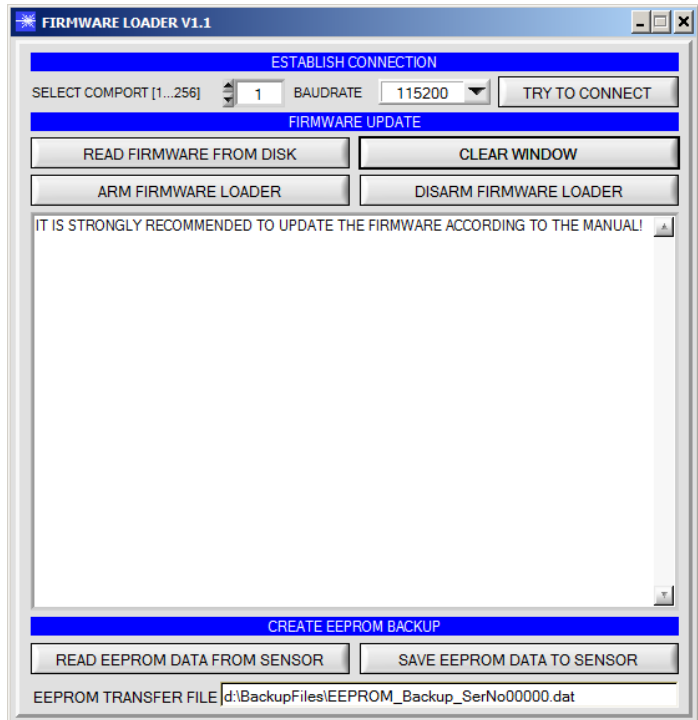 FIRMWARE LOADER V1.1
ESTABLISH CONNECTION
SELECT COMPORT [1...256] 1 BAUDRATE 115200 TRY TO CONNECT
FIRMWARE UPDATE
READ FIRMWARE FROM DISK CLEAR WINDOW
ARM FIRMWARE LOADER DISARM FIRMWARE LOADER
IT IS STRONGLY RECOMMENDED TO UPDATE THE FIRMWARE ACCORDING TO THE MANUAL!
CREATE EEPROM BACKUP
READ EEPROM DATA FROM SENSOR SAVE EEPROM DATA TO SENSOR
EEPROM TRANSFER FILE d:\BackupFiles\EEPROM_Backup_SerNo00000.dat